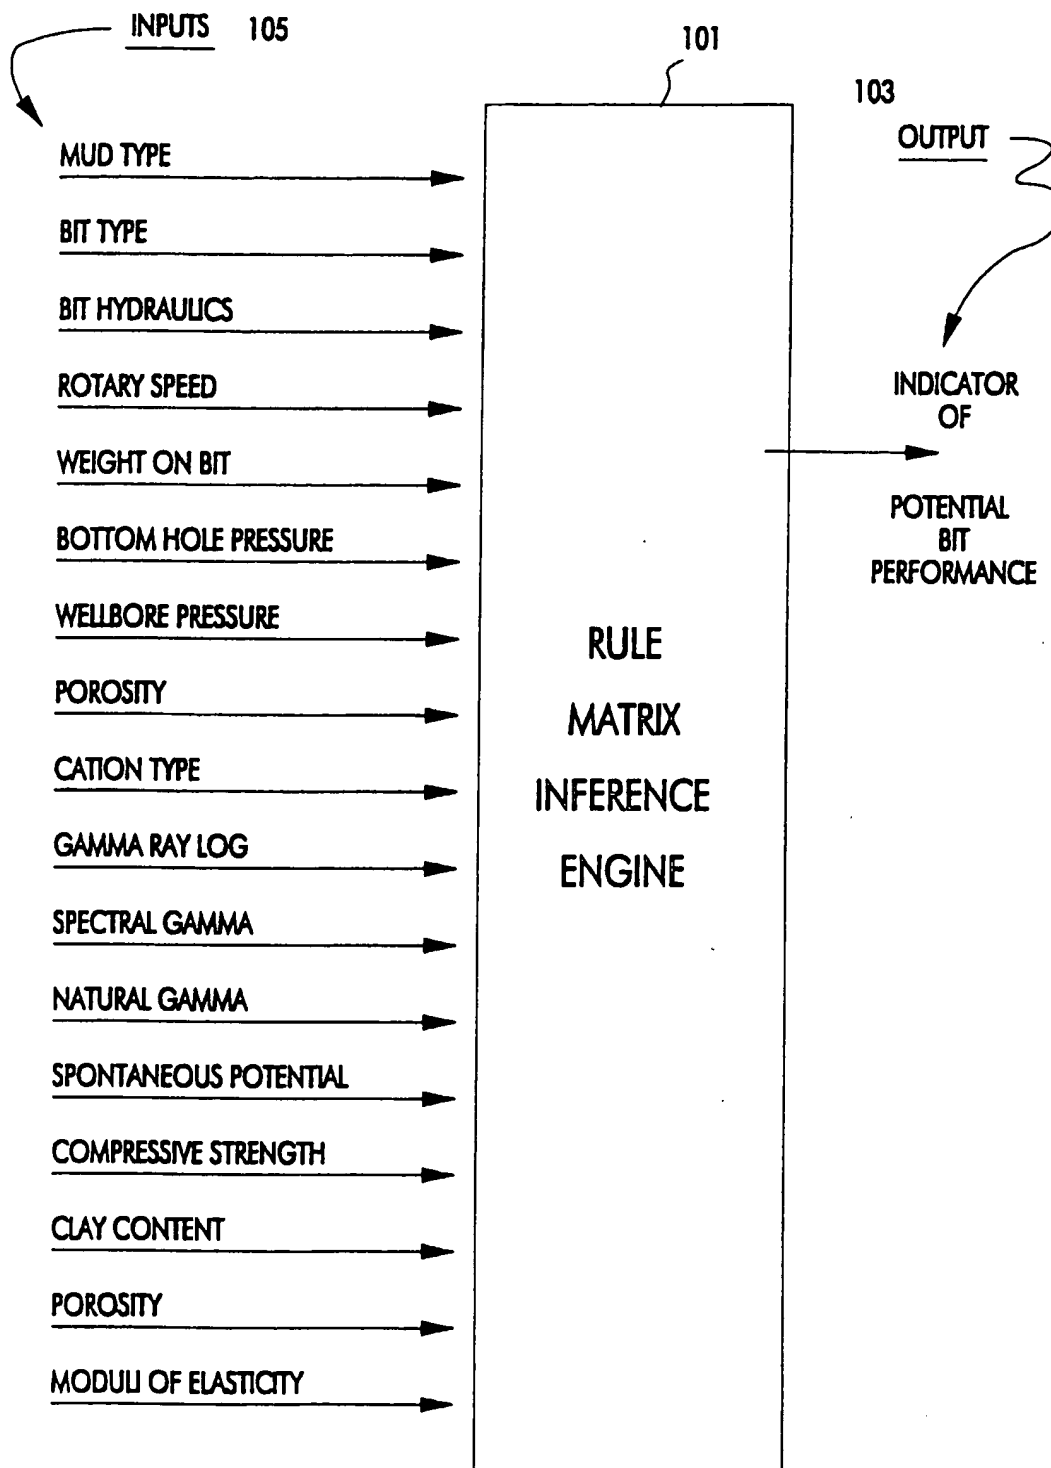 INPUTS 105
101
103
OUTPUT
MUD TYPE
BIT TYPE
BIT HYDRAULICS
ROTARY SPEED
WEIGHT ON BIT
BOTTOM HOLE PRESSURE
WELLBORE PRESSURE
POROSITY
CATION TYPE
GAMMA RAY LOG
SPECTRAL GAMMA
NATURAL GAMMA
SPONTANEOUS POTENTIAL
COMPRESSIVE STRENGTH
CLAY CONTENT
POROSITY
MODULI OF ELASTICITY
RULE
MATRIX
INFERENCE
ENGINE
INDICATOR
OF
POTENTIAL
BIT
PERFORMANCE